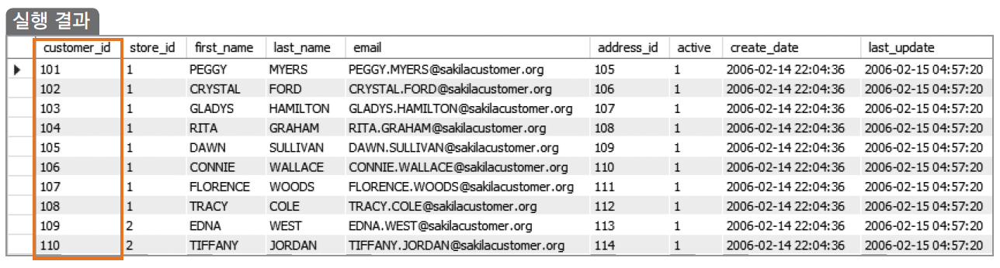 실행 결과
customer_id store_id first_name last_name email address_id active create_date last_update
101 1 PEGGY MYERS PEGGY.MYERS@sakilacustomer.org 105 1 2006-02-14 22:04:36 2006-02-15 04:57:20
102 1 CRYSTAL FORD CRYSTAL.FORD@sakilacustomer.org 106 1 2006-02-14 22:04:36 2006-02-15 04:57:20
103 1 GLADYS HAMILTON GLADYS.HAMILTON@sakilacustomer.org 107 1 2006-02-14 22:04:36 2006-02-15 04:57:20
104 1 RITA GRAHAM RITA.GRAHAM@sakilacustomer.org 108 1 2006-02-14 22:04:36 2006-02-15 04:57:20
105 1 DAWN SULLIVAN DAWN.SULLIVAN@sakilacustomer.org 109 1 2006-02-14 22:04:36 2006-02-15 04:57:20
106 1 CONNIE WALLACE CONNIE.WALLACE@sakilacustomer.org 110 1 2006-02-14 22:04:36 2006-02-15 04:57:20
107 1 FLORENCE WOODS FLORENCE.WOODS@sakilacustomer.org 111 1 2006-02-14 22:04:36 2006-02-15 04:57:20
108 1 TRACY COLE TRACY.COLE@sakilacustomer.org 112 1 2006-02-14 22:04:36 2006-02-15 04:57:20
109 2 EDNA WEST EDNA.WEST@sakilacustomer.org 113 1 2006-02-14 22:04:36 2006-02-15 04:57:20
110 2 TIFFANY JORDAN TIFFANY.JORDAN@sakilacustomer.org 114 1 2006-02-14 22:04:36 2006-02-15 04:57:20